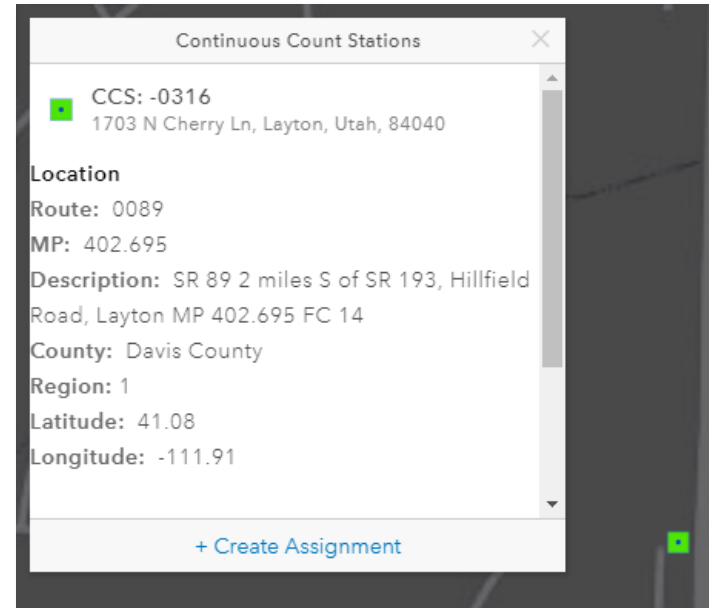 Continuous Count Stations
CCS: -0316
1703 N Cherry Ln, Layton, Utah, 84040
Location
Route: 0089
MP: 402.695
Description: SR 89 2 miles S of SR 193, Hillfield
Road, Layton MP 402.695 FC 14
County: Davis County
Region: 1
Latitude: 41.08
Longitude: -111.91
+ Create Assignment